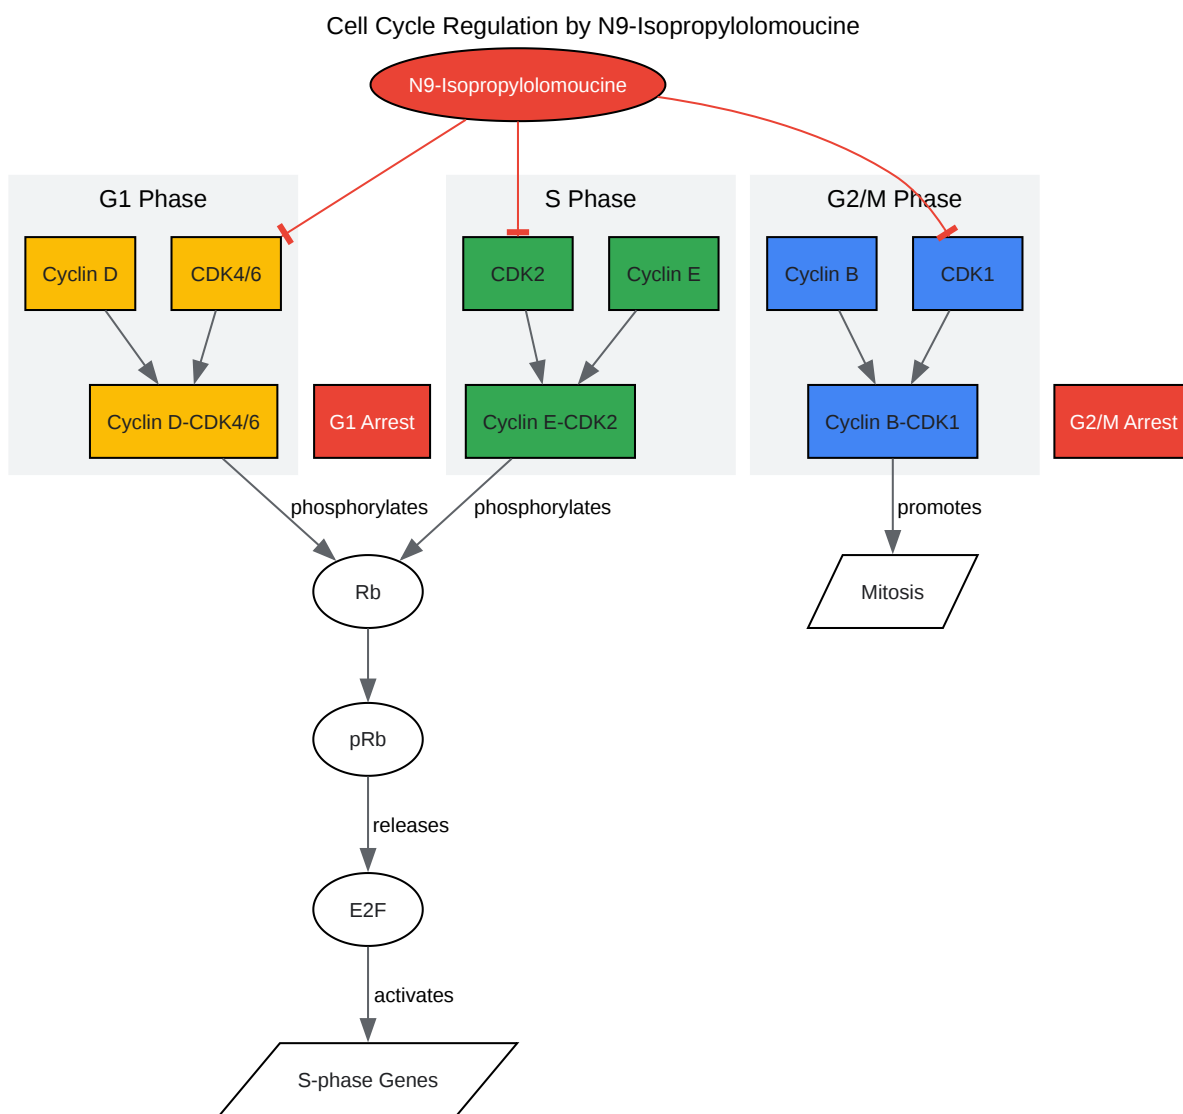 Cell Cycle Regulation by N9-Isopropylolomoucine
N9-Isopropylolomoucine
G1 Phase
S Phase
G2/M Phase
Cyclin D
CDK4/6
CDK2
Cyclin E
Cyclin B
CDK1
Cyclin D-CDK4/6
G1 Arrest
Cyclin E-CDK2
Cyclin B-CDK1
G2/M Arrest
phosphorylates
phosphorylates
promotes
Rb
Mitosis
pRb
releases
E2F
activates
S-phase Genes